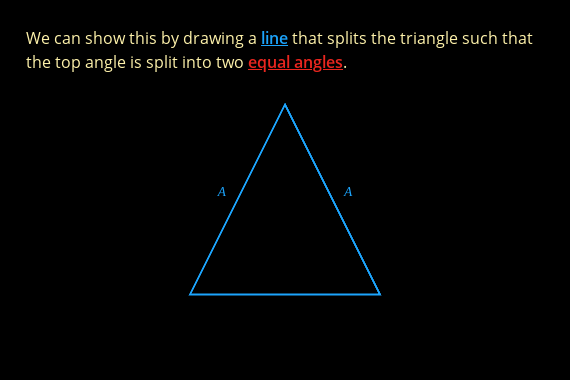 We can show this by drawing a line that splits the triangle such that
the top angle is split into two equal angles.
A A